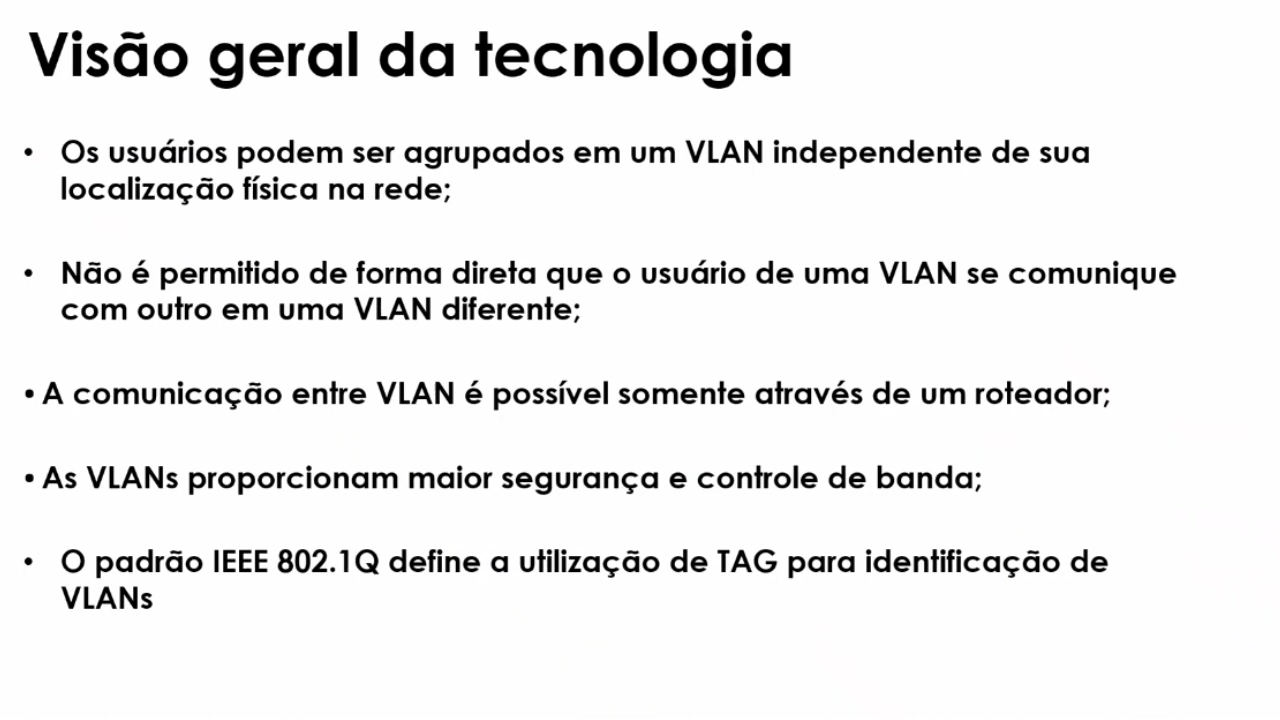 Visão geral da tecnologia
• Os usuários podem ser agrupados em um VLAN independente de sua
localização física na rede;
• Não é permitido de forma direta que o usuário de uma VLAN se comunique
com outro em uma VLAN diferente;
• A comunicação entre VLAN é possível somente através de um roteador;
• As VLANs proporcionam maior segurança e controle de banda;
• O padrão IEEE 802.1Q define a utilização de TAG para identificação de
VLANs